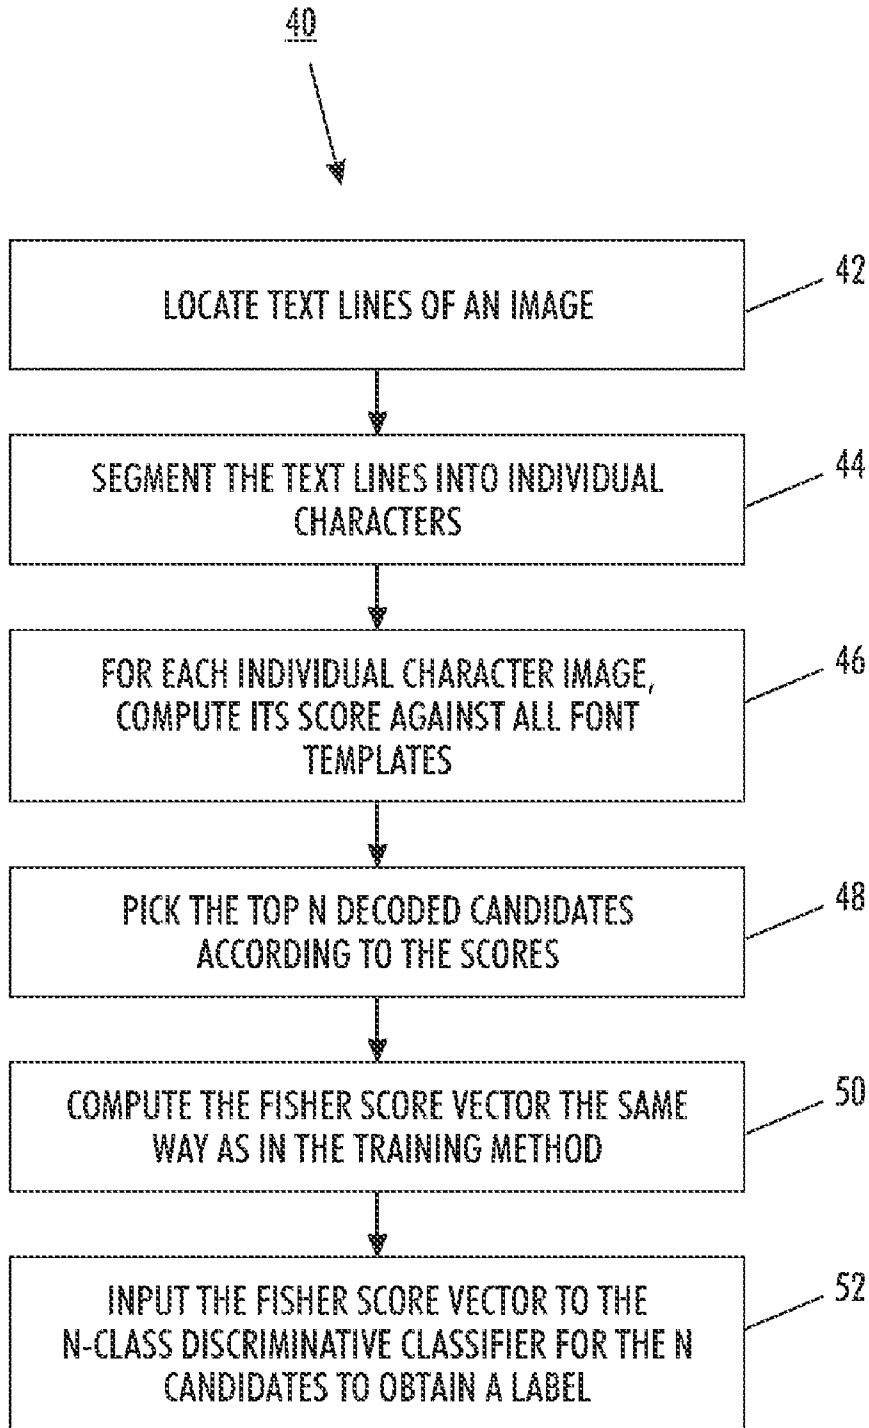 40
LOCATE TEXT LINES OF AN IMAGE
42
SEGMENT THE TEXT LINES INTO INDIVIDUAL
CHARACTERS
44
FOR EACH INDIVIDUAL CHARACTER IMAGE,
COMPUTE ITS SCORE AGAINST ALL FONT
TEMPLATES
46
PICK THE TOP N DECODED CANDIDATES
ACCORDING TO THE SCORES
48
COMPUTE THE FISHER SCORE VECTOR THE SAME
WAY AS IN THE TRAINING METHOD
50
INPUT THE FISHER SCORE VECTOR TO THE
N-CLASS DISCRIMINATIVE CLASSIFIER FOR THE N
CANDIDATES TO OBTAIN A LABEL
52